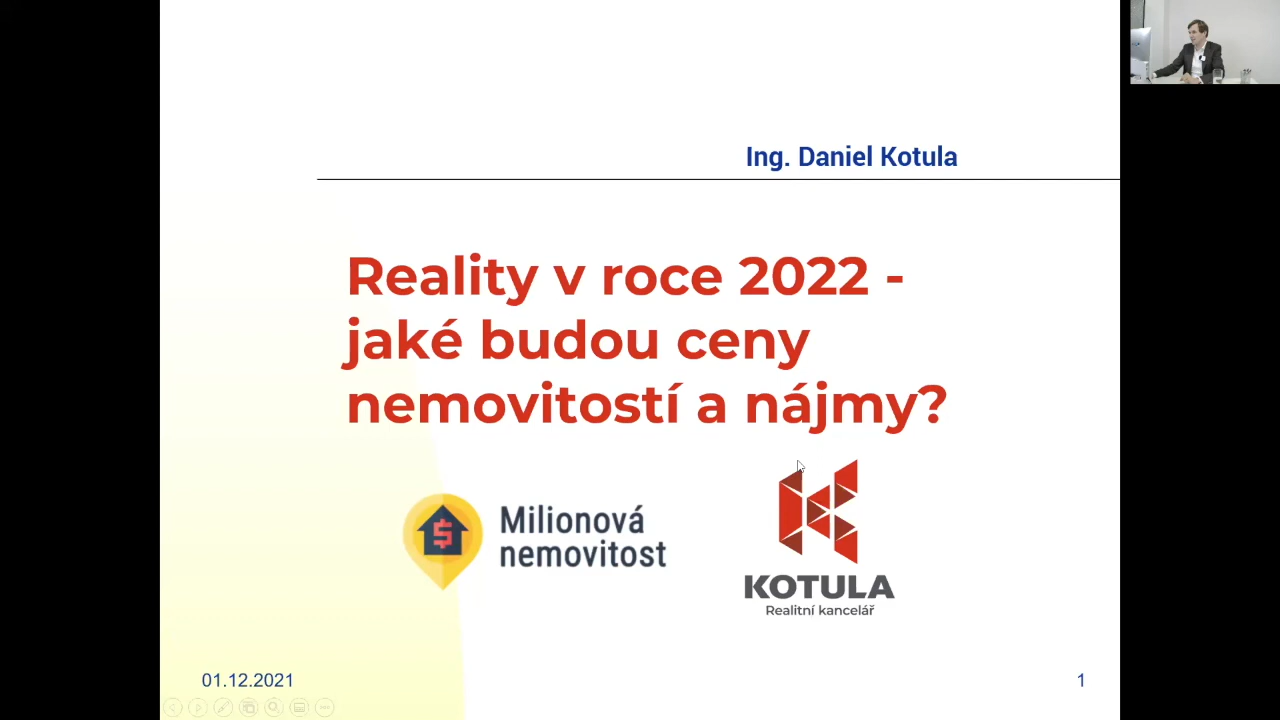 Ing. Daniel Kotula
Reality v roce 2022 -
jaké budou ceny
nemovitostí a nájmy?
Milionová
nemovitost
KOTULA
Realitní kancelář
01.12.2021
1